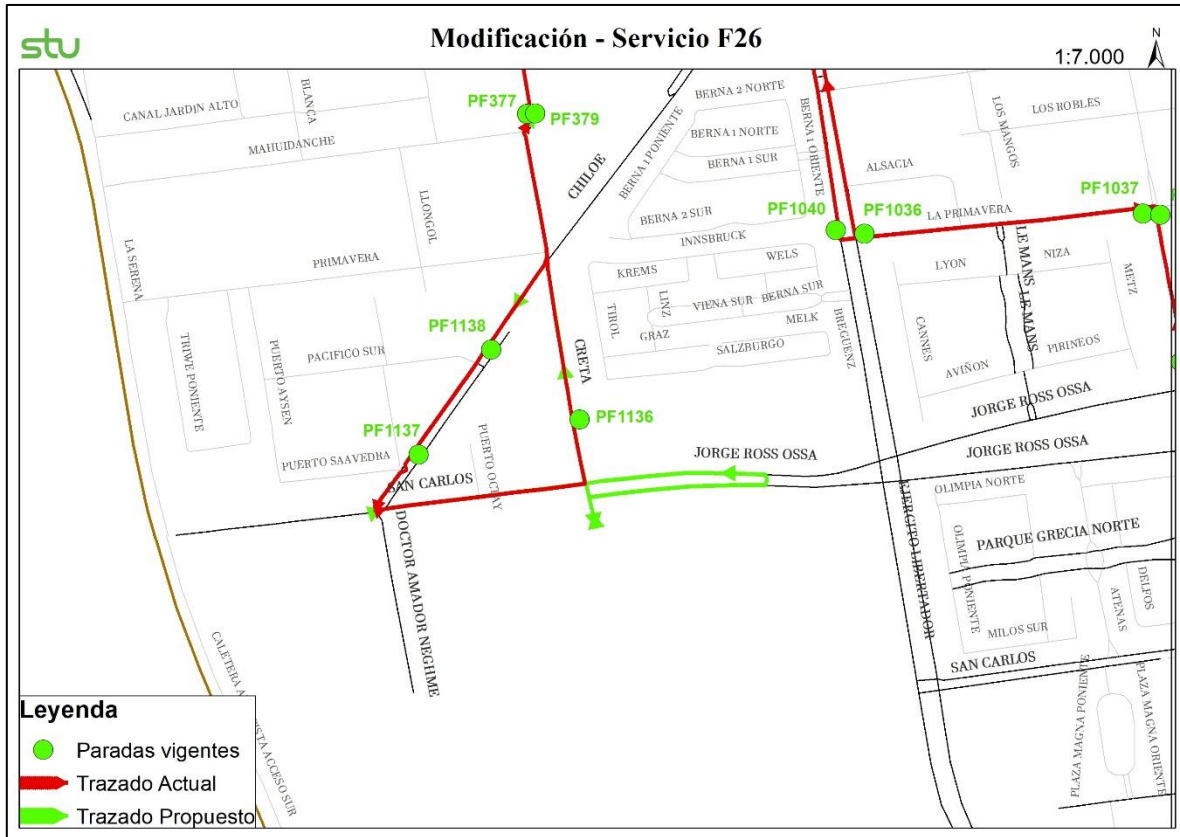 stu
Modificación - Servicio F26
1:7.000
N
CANAL JARDIN ALTO
BLANCA
MAHUIDANCHE
PF377
PF379
CHILOE
BERNA 1 PONIENTE
BERNA 2 NORTE
BERNA 1 NORTE
BERNA 1 SUR
BERNA 1 ORIENTE
BERNA 2 SUR
LOS MANGOS
LOS ROBLES
ALSACIA
PF1040
PF1036
LA PRIMAVERA
PF1037
LLONGOL
LA SERENA
PRIMAVERA
INNSBRUCK
KREMS
WELS
TIROL
LINZ
VIENA SUR
BERNA SUR
GRAZ
MELK
SALZBURGO
BREGUENZ
LYON
LE MANS
LE MANS
NIZA
METZ
CANNES
AVIÑON
PIRINEOS
TRIWE PONIENTE
PUERTO AYSEN
PACIFICO SUR
PF1138
CRETA
PF1136
PF1137
PUERTO SAAVEDRA
PUERTO OCTAY
SAN CARLOS
JORGE ROSS OSSA
JORGE ROSS OSSA
JORGE ROSS OSSA
DOCTOR AMADOR NEGHME
EJERCITO LIBERTADOR
OLIMPIA NORTE
OLIMPIA PONIENTE
PARQUE GRECIA NORTE
ATENAS
DELFOS
MILOS SUR
SAN CARLOS
PLAZA MAGNA PONIENTE
PLAZA MAGNA ORIENTE
CALETERA A
ISTA ACCESO SUR
Leyenda
Paradas vigentes
Trazado Actual
Trazado Propuesto